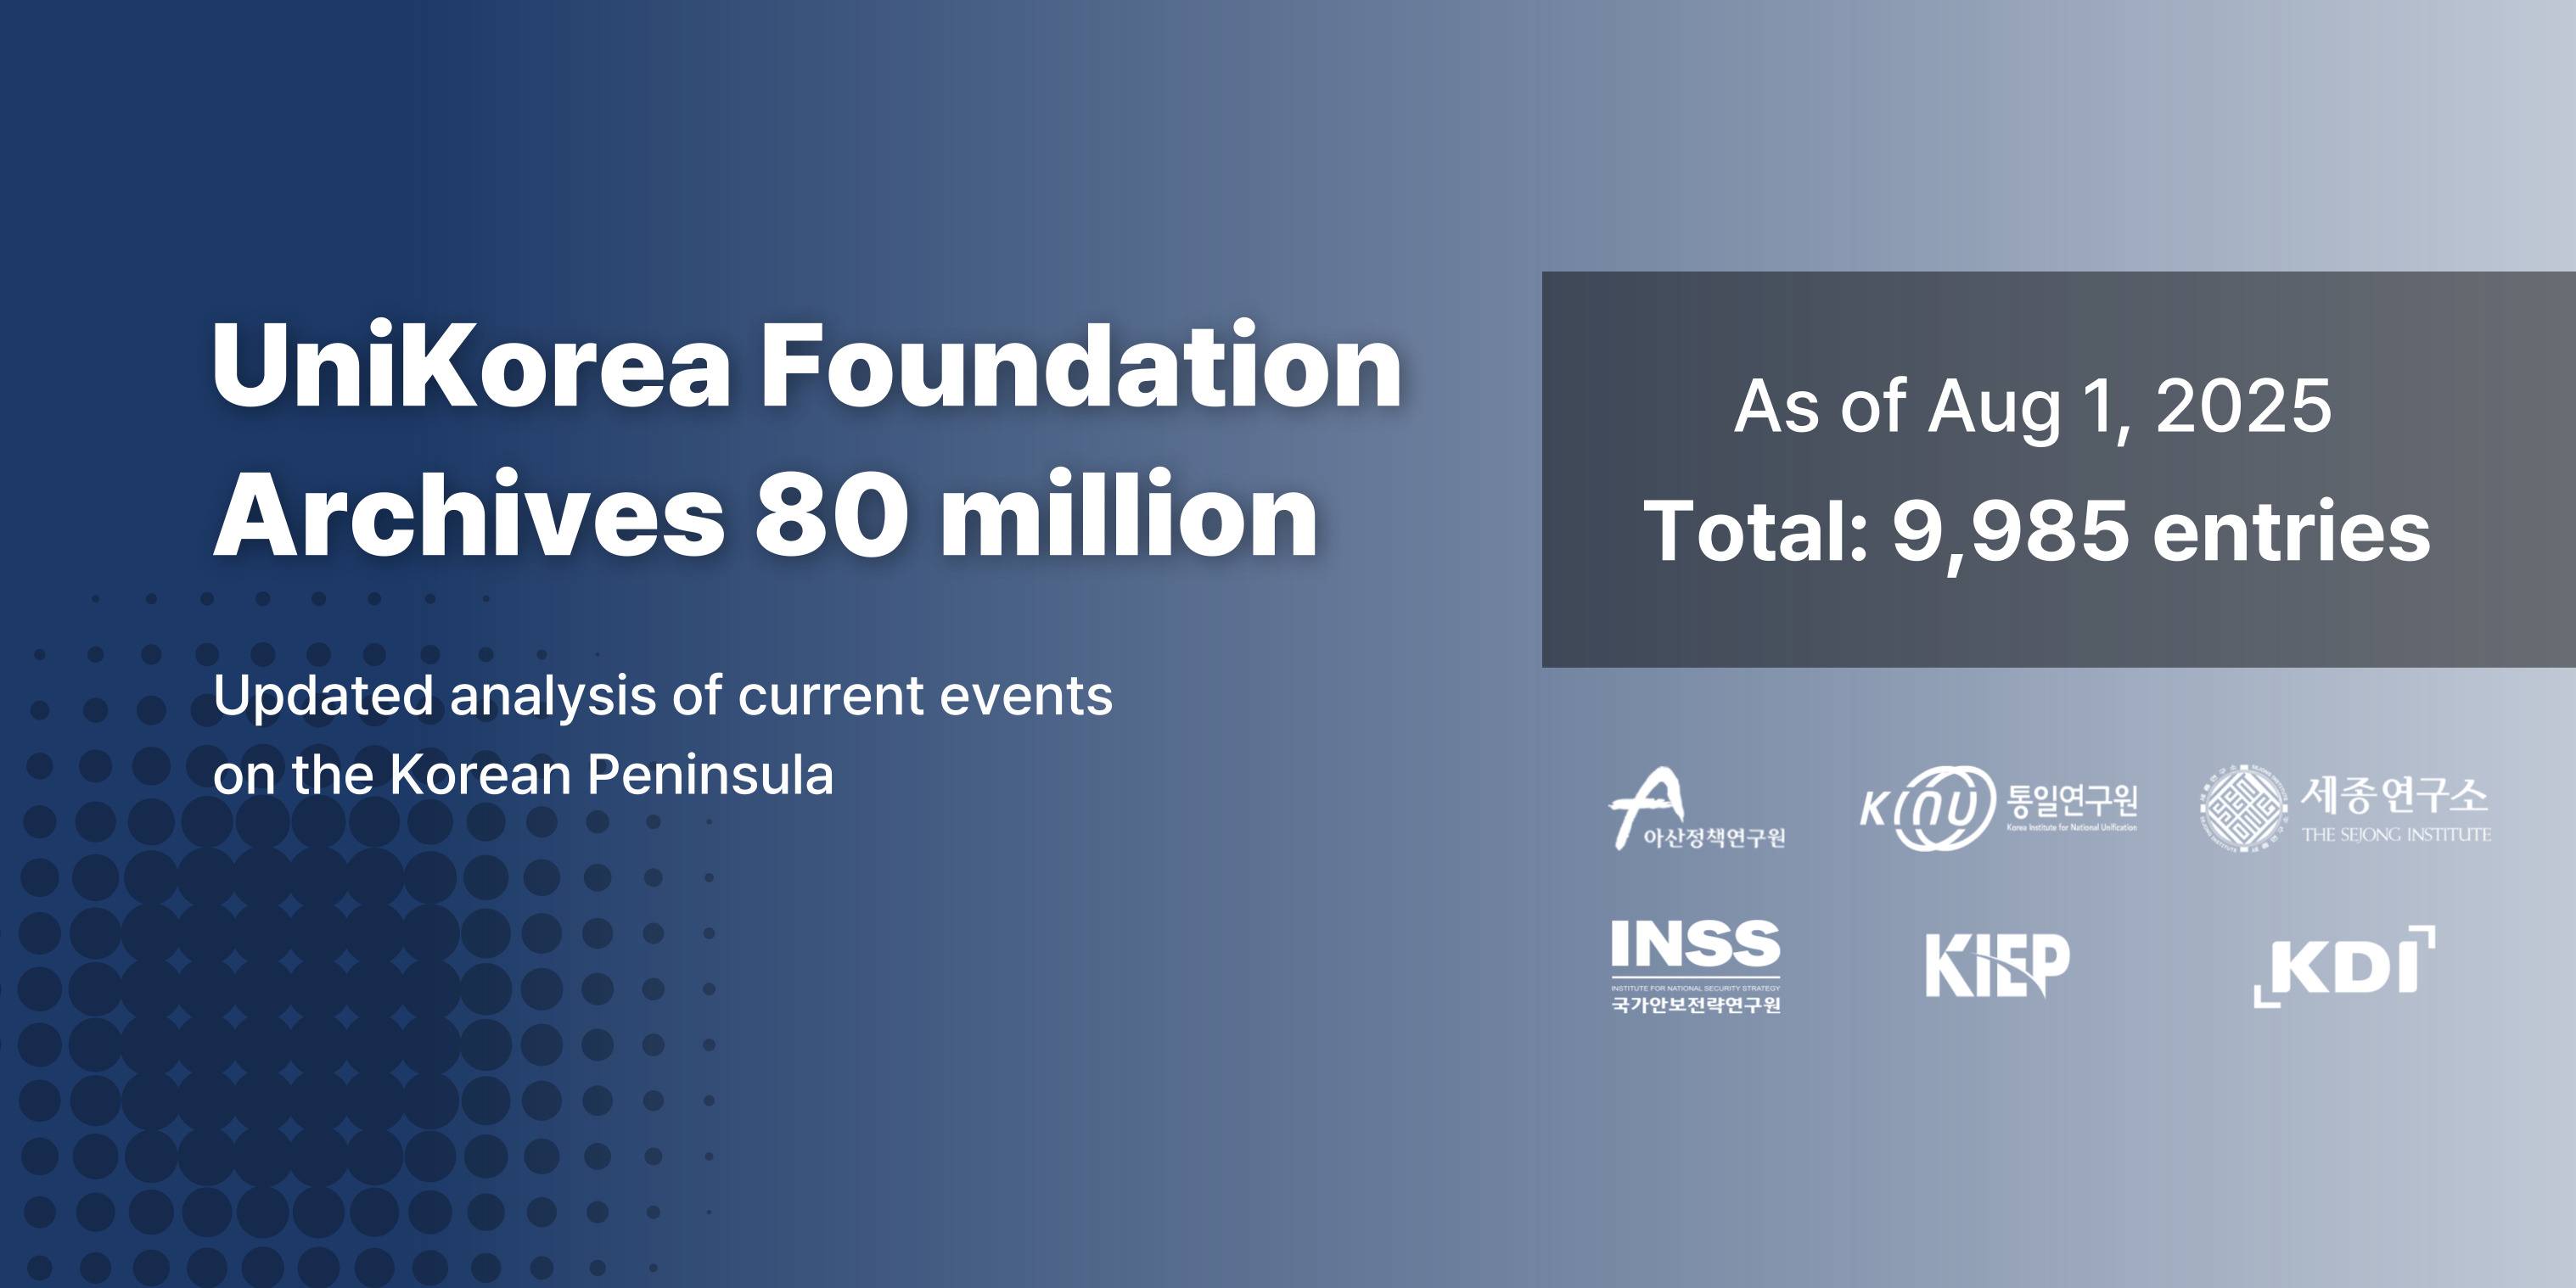 UniKorea Foundation
Archives 80 million
Updated analysis of current events
on the Korean Peninsula
As of Aug 1, 2025
Total: 9,985 entries
아산정책연구원
KINU 통일연구원
Korea Institute for National Unification
세종연구소
THE SEJONG INSTITUTE
INSS
INSTITUTE FOR NATIONAL SECURITY STRATEGY
국가안보전략연구원
KIEP
KDI